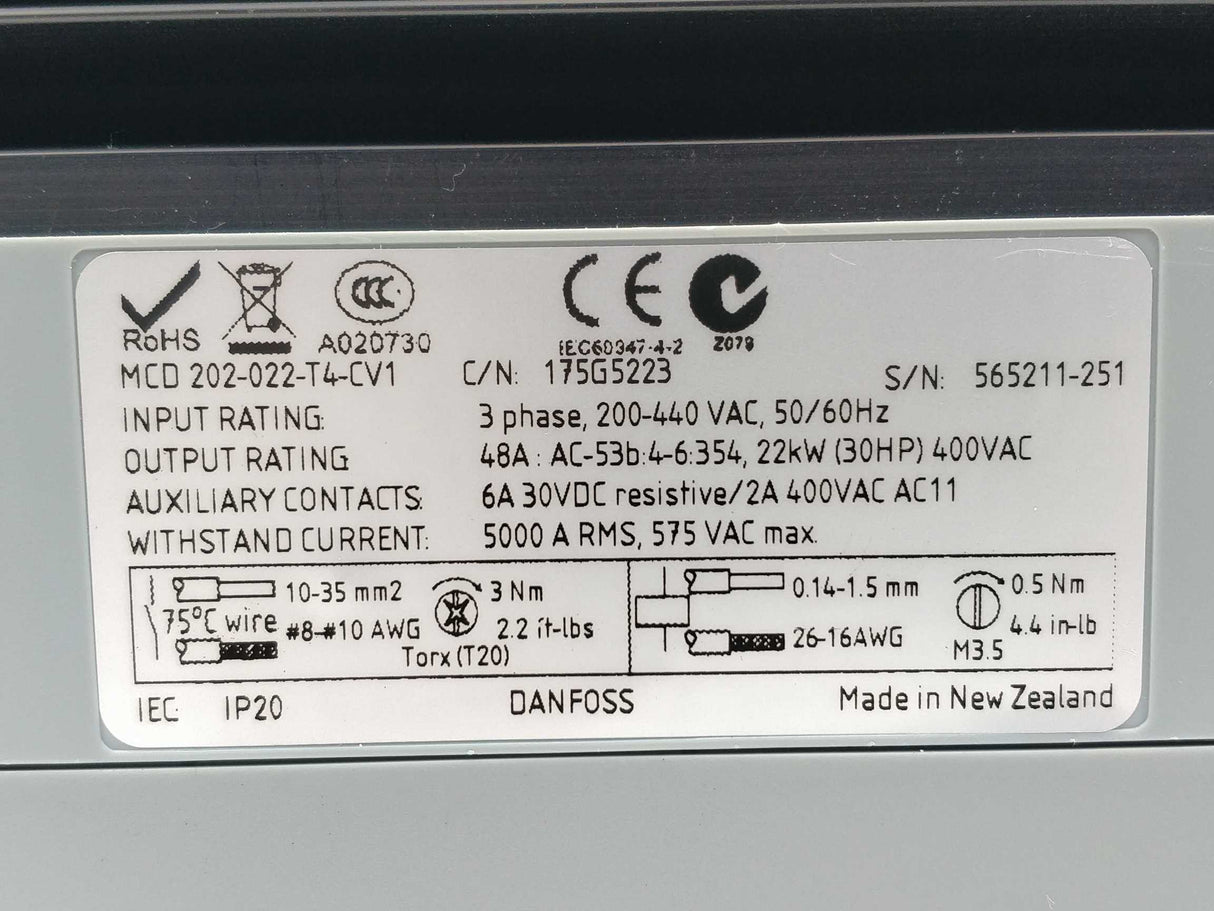 RoHS A020730 IEC60947-4-2 Z079
MCD 202-022-T4-CV1 C/N: 175G5223 S/N: 565211-251
INPUT RATING: 3 phase, 200-440 VAC, 50/60Hz
OUTPUT RATING: 48A : AC-53b:4-6:354, 22kW (30HP) 400VAC
AUXILIARY CONTACTS: 6A 30VDC resistive/2A 400VAC AC11
WITHSTAND CURRENT: 5000 A RMS, 575 VAC max.
10-35 mm2 3 Nm 0.14-1.5 mm 0.5 Nm
75°C wire #8-#10 AWG 2.2 ft-lbs 26-16AWG 4.4 in-lb
Torx (T20) M3.5
IEC: IP20 DANFOSS Made in New Zealand